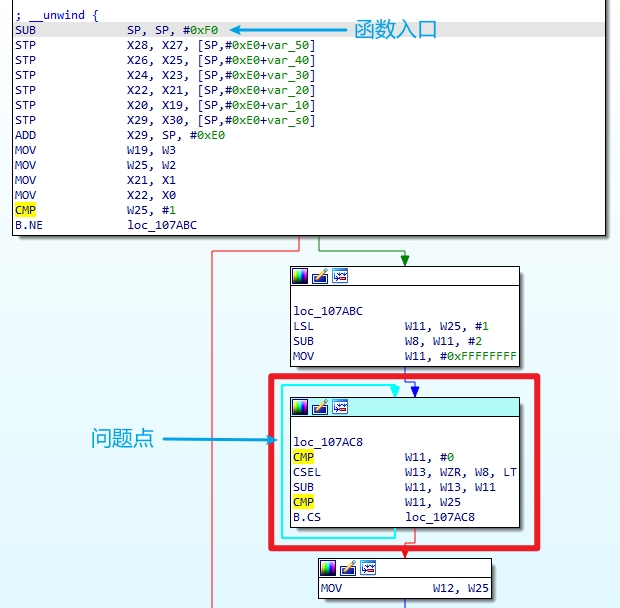 ; __unwind {
SUB SP, SP, #0xF0 函数入口
STP X28, X27, [SP,#0xE0+var_50]
STP X26, X25, [SP,#0xE0+var_40]
STP X24, X23, [SP,#0xE0+var_30]
STP X22, X21, [SP,#0xE0+var_20]
STP X20, X19, [SP,#0xE0+var_10]
STP X29, X30, [SP,#0xE0+var_s0]
ADD X29, SP, #0xE0
MOV W19, W3
MOV W25, W2
MOV X21, X1
MOV X22, X0
CMP W25, #1
B.NE loc_107ABC
loc_107ABC
LSL W11, W25, #1
SUB W8, W11, #2
MOV W11, #0xFFFFFFFF
问题点
loc_107AC8
CMP W11, #0
CSEL W13, WZR, W8, LT
SUB W11, W13, W11
CMP W11, W25
B.CS loc_107AC8
MOV W12, W25